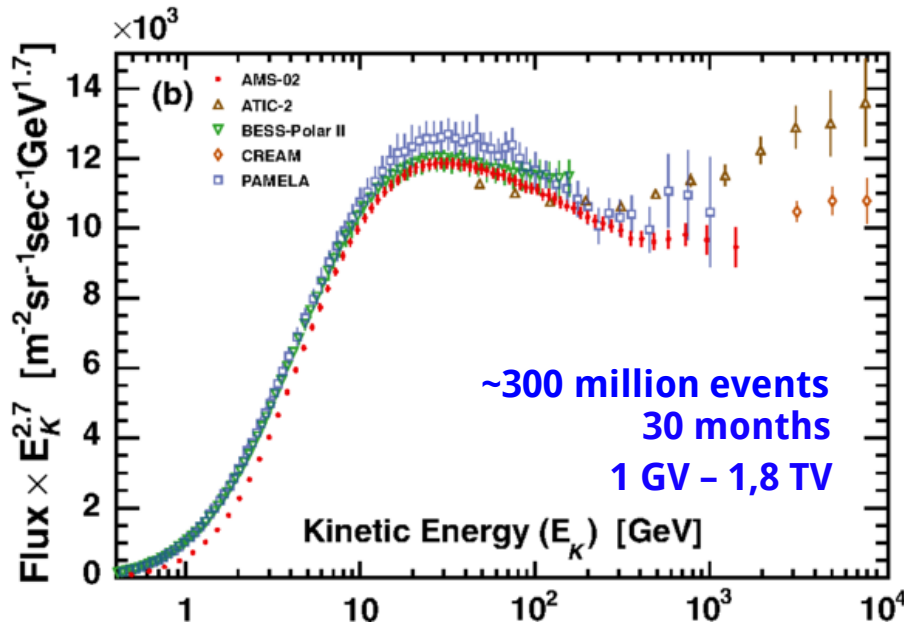 ×10³
Flux × E_K^2.7 [m⁻²sr⁻¹sec⁻¹GeV^1.7]
14
12
10
8
6
4
2
0
(b)
AMS-02
ATIC-2
BESS-Polar II
CREAM
PAMELA
~300 million events
30 months
1 GV – 1,8 TV
Kinetic Energy (E_K) [GeV]
1 10 10² 10³ 10⁴